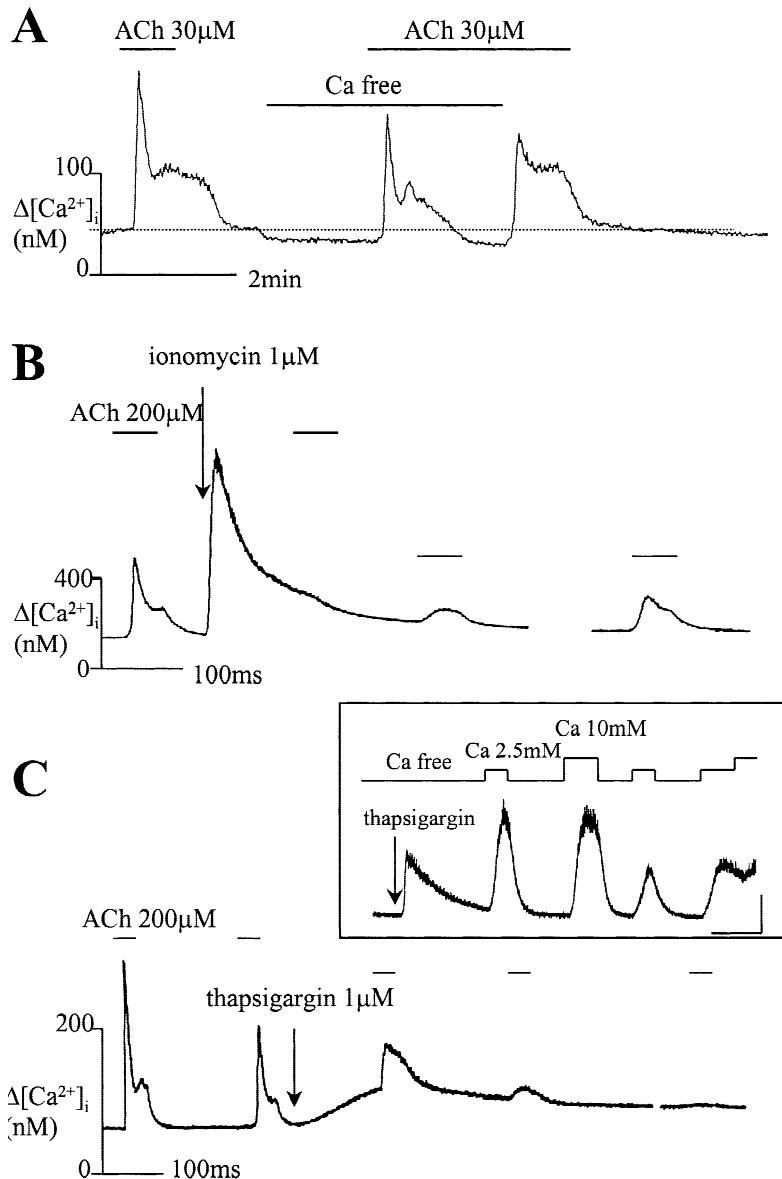 A
ACh 30µM
ACh 30µM
Ca free
100
Δ[Ca²⁺]i
(nM)
0
2min
B
ionomycin 1µM
ACh 200µM
400
Δ[Ca²⁺]i
(nM)
0
100ms
C
Ca 10mM
Ca 2.5mM
Ca free
thapsigargin
ACh 200µM
thapsigargin 1µM
200
Δ[Ca²⁺]i
(nM)
0
100ms